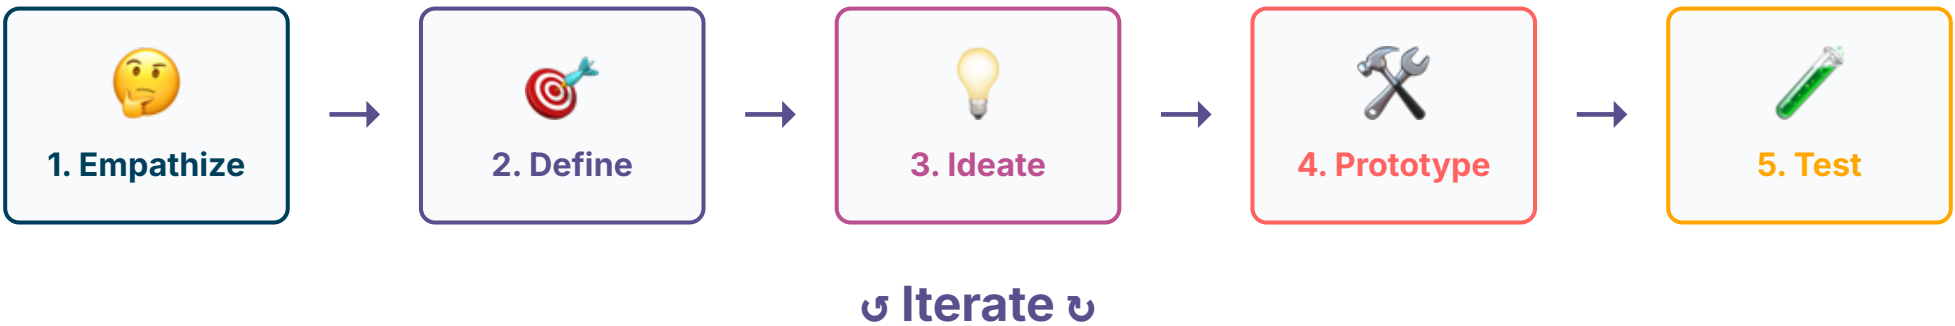 1. Empathize
2. Define
3. Ideate
4. Prototype
5. Test
↺ Iterate ↻